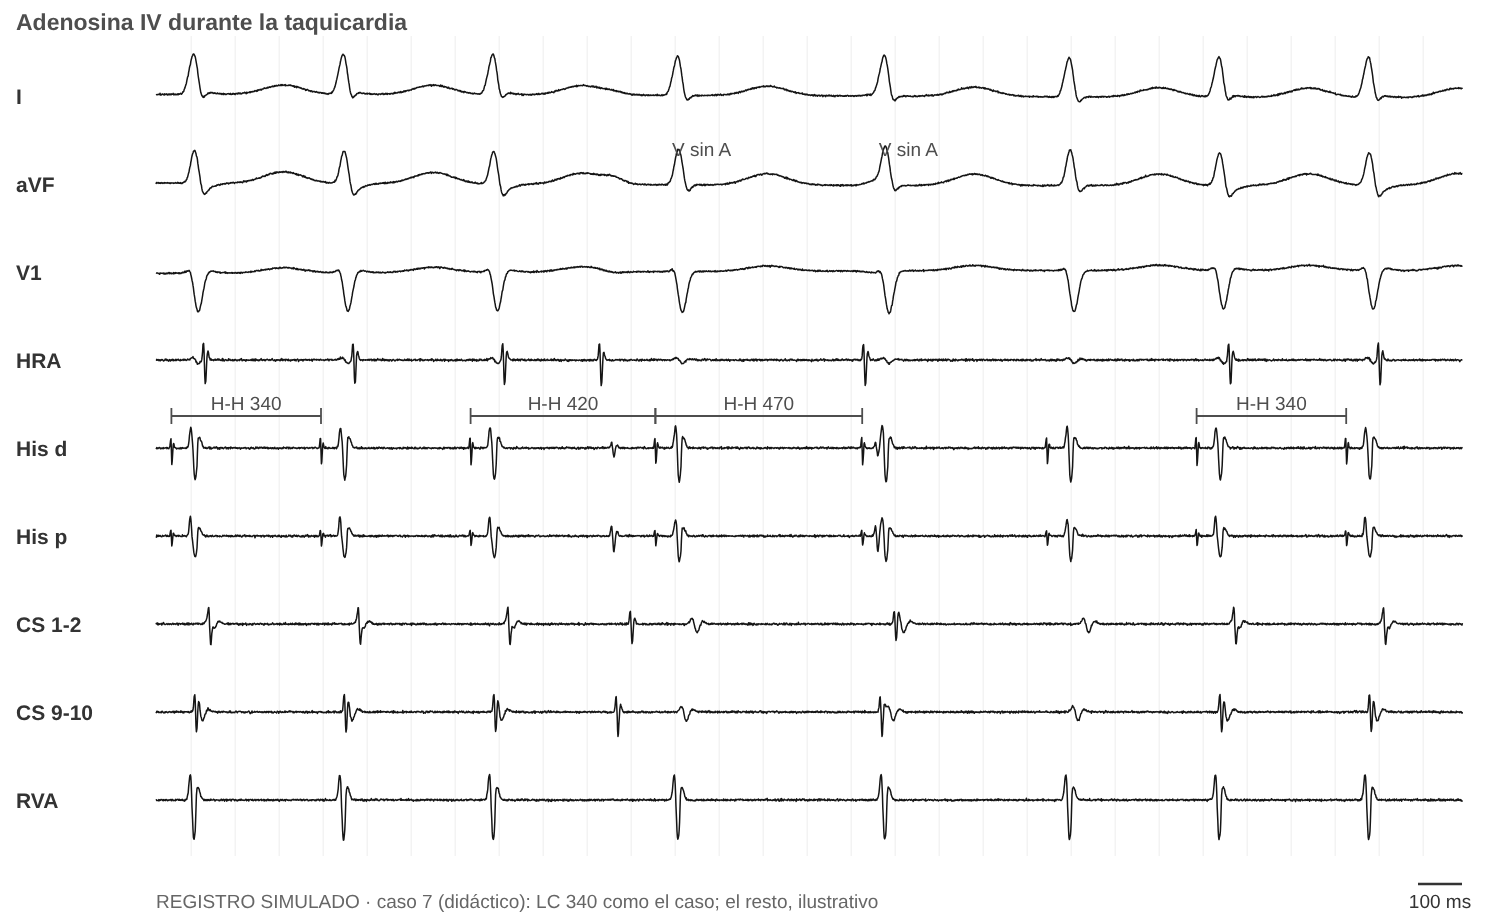 Adenosina IV durante la taquicardia
I
aVF
V sin A
V sin A
V1
HRA
H-H 340
H-H 420
H-H 470
H-H 340
His d
His p
CS 1-2
CS 9-10
RVA
REGISTRO SIMULADO · caso 7 (didáctico): LC 340 como el caso; el resto, ilustrativo
100 ms